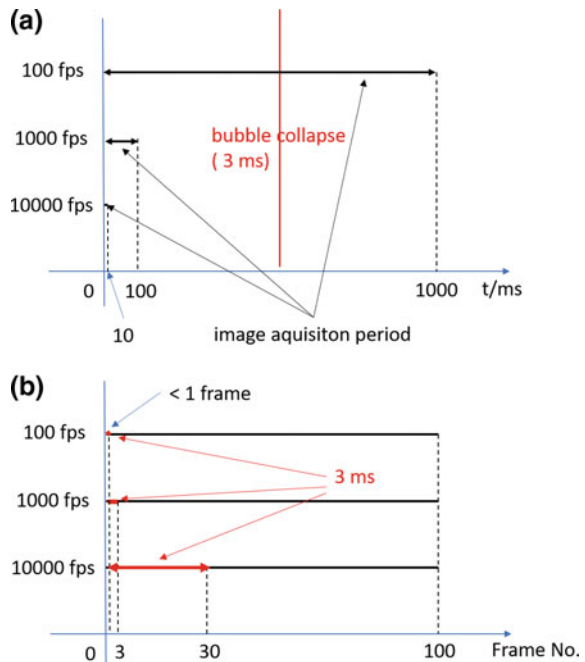 (a)
100 fps
1000 fps
bubble collapse
( 3 ms)
10000 fps
0 100 1000 t/ms
10 image aquisiton period
(b)
< 1 frame
100 fps
3 ms
1000 fps
10000 fps
0 3 30 100 Frame No.